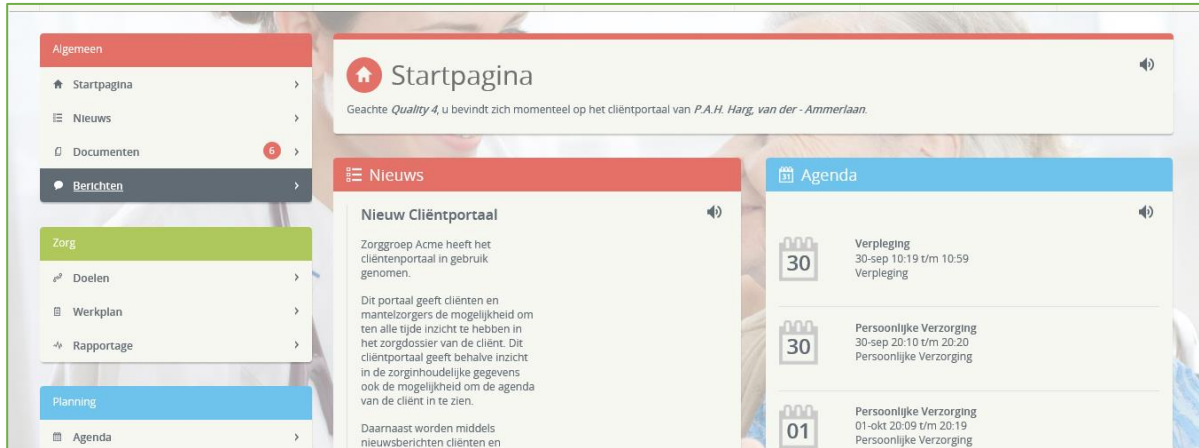 Algemeen
Startpagina
Nieuws
Documenten
6
Berichten
Zorg
Doelen
Werkplan
Rapportage
Planning
Agenda
Startpagina
Geachte Quality 4, u bevindt zich momenteel op het cliëntportaal van P.A.H. Harg, van der - Ammerlaan.
Nieuws
Nieuw Cliëntportaal
Zorggroep Acme heeft het
cliëntenportaal in gebruik
genomen.
Dit portaal geeft cliënten en
mantelzorgers de mogelijkheid om
ten alle tijde inzicht te hebben in
het zorgdossier van de cliënt. Dit
cliëntportaal geeft behalve inzicht
in de zorginhoudelijke gegevens
ook de mogelijkheid om de agenda
van de cliënt in te zien.
Daarnaast worden middels
nieuwsberichten cliënten en
31
Agenda
30
Verpleging
30-sep 10:19 t/m 10:59
Verpleging
30
Persoonlijke Verzorging
30-sep 20:10 t/m 20:20
Persoonlijke Verzorging
01
Persoonlijke Verzorging
01-okt 20:09 t/m 20:19
Persoonlijke Verzorging